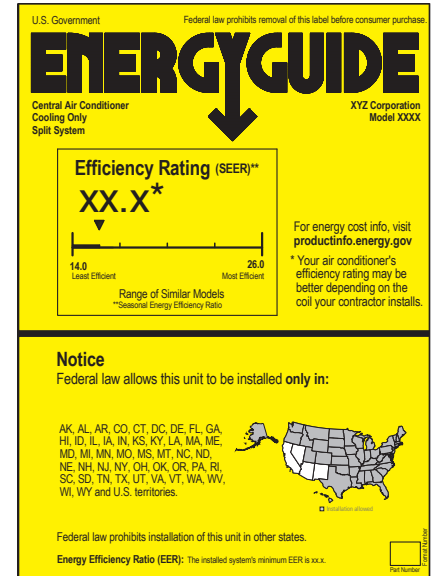 U.S. Government
Federal law prohibits removal of this label before consumer purchase.
ENERGYGUIDE
Central Air Conditioner
Cooling Only
Split System
XYZ Corporation
Model XXXX
Efficiency Rating (SEER)**
XX.X*
14.0
Least Efficient
26.0
Most Efficient
Range of Similar Models
**Seasonal Energy Efficiency Ratio
For energy cost info, visit
productinfo.energy.gov
* Your air conditioner's
efficiency rating may be
better depending on the
coil your contractor installs.
Notice
Federal law allows this unit to be installed only in:
AK, AL, AR, CO, CT, DC, DE, FL, GA,
HI, ID, IL, IA, IN, KS, KY, LA, MA, ME,
MD, MI, MN, MO, MS, MT, NC, ND,
NE, NH, NJ, NY, OH, OK, OR, PA, RI,
SC, SD, TN, TX, UT, VA, VT, WA, WV,
WI, WY and U.S. territories.
Installation allowed
Federal law prohibits installation of this unit in other states.
Energy Efficiency Ratio (EER): The installed system's minimum EER is xx.x.
Part Number
Format Number